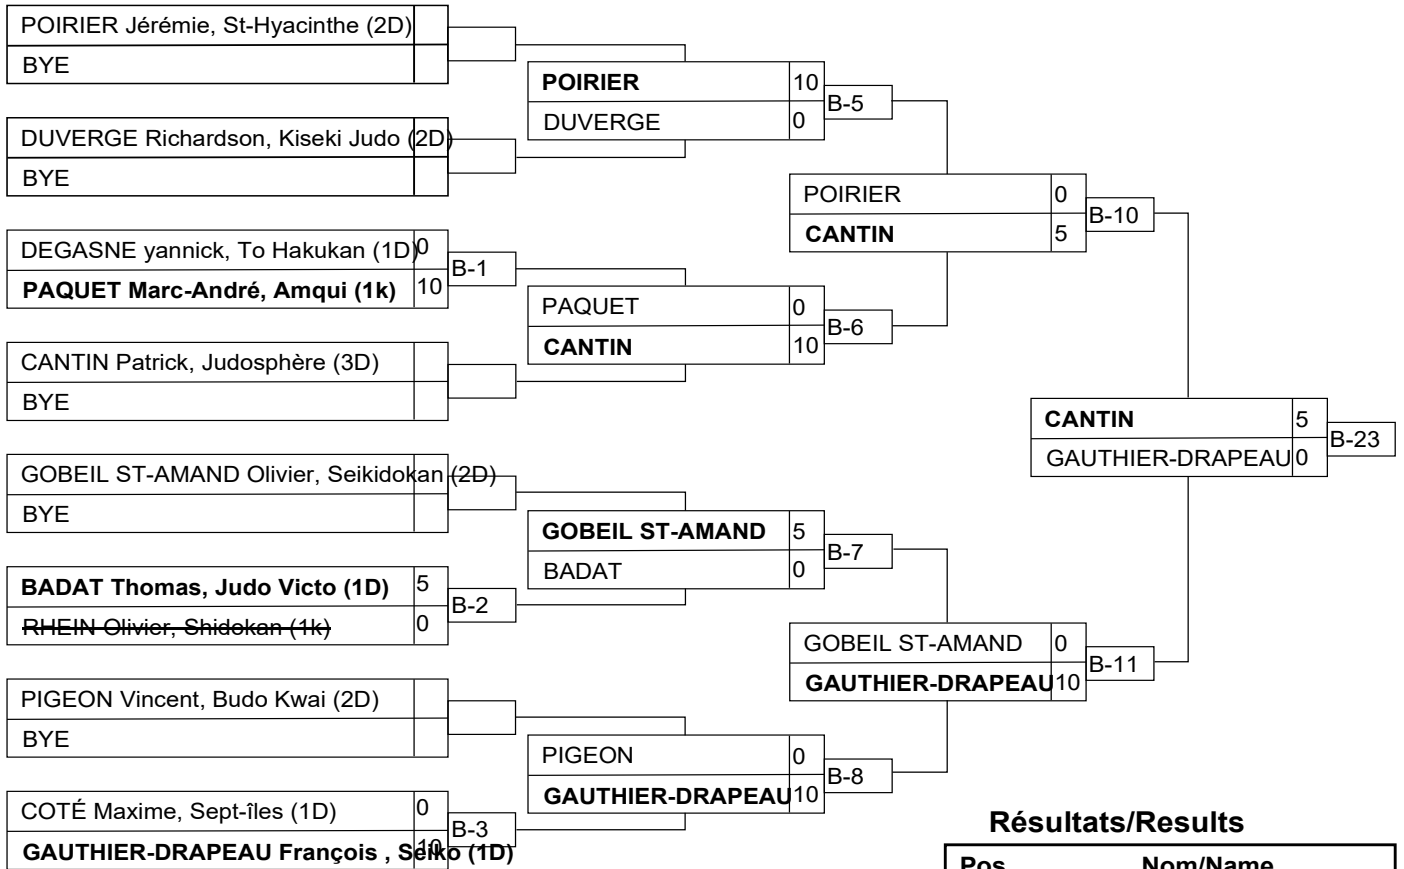 POIRIER Jérémie, St-Hyacinthe (2D)
BYE
DUVERGE Richardson, Kiseki Judo (2D)
BYE
DEGASNE yannick, To Hakukan (1D) 0
PAQUET Marc-André, Amqui (1k) 10
B-1
CANTIN Patrick, Judosphère (3D)
BYE
GOBEIL ST-AMAND Olivier, Seikidokan (2D)
BYE
BADAT Thomas, Judo Victo (1D) 5
RHEIN Olivier, Shidokan (1k) 0
B-2
PIGEON Vincent, Budo Kwai (2D)
BYE
COTÉ Maxime, Sept-îles (1D) 0
GAUTHIER-DRAPEAU François , Seiko (1D) 10
B-3
POIRIER 10
DUVERGE 0
B-5
PAQUET 0
CANTIN 10
B-6
GOBEIL ST-AMAND 5
BADAT 0
B-7
PIGEON 0
GAUTHIER-DRAPEAU 10
B-8
POIRIER 0
CANTIN 5
B-10
GOBEIL ST-AMAND 0
GAUTHIER-DRAPEAU 10
B-11
CANTIN 5
GAUTHIER-DRAPEAU 0
B-23
Résultats/Results
Pos Nom/Name